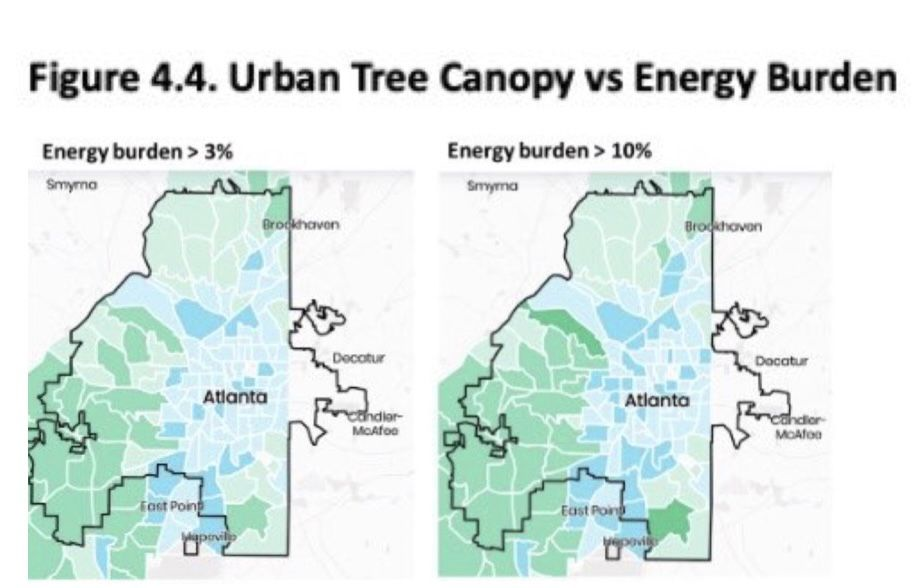 Figure 4.4. Urban Tree Canopy vs Energy Burden
Energy burden > 3%
Energy burden > 10%
Smyrna
Brookhaven
Decatur
Atlanta
Candler-
McAfee
East Point
Hapeville
Smyrna
Brookhaven
Decatur
Atlanta
Candler-
McAfee
East Point
Hapeville